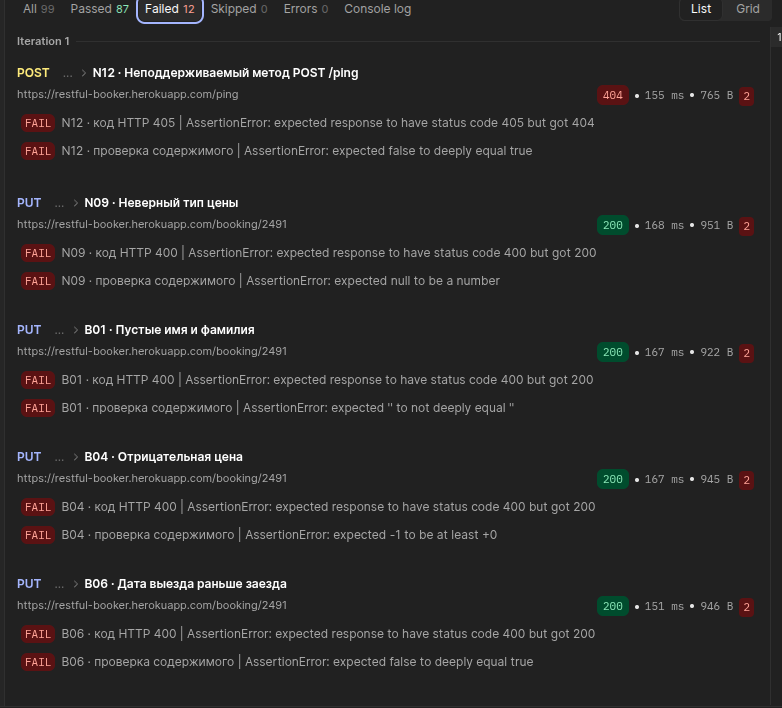 All 99 Passed 87 Failed 12 Skipped 0 Errors 0 Console log List Grid
Iteration 1
1
POST ... > N12 · Неподдерживаемый метод POST /ping
https://restful-booker.herokuapp.com/ping 404 • 155 ms • 765 B 2
FAIL N12 · код HTTP 405 | AssertionError: expected response to have status code 405 but got 404
FAIL N12 · проверка содержимого | AssertionError: expected false to deeply equal true
PUT ... > N09 · Неверный тип цены
https://restful-booker.herokuapp.com/booking/2491 200 • 168 ms • 951 B 2
FAIL N09 · код HTTP 400 | AssertionError: expected response to have status code 400 but got 200
FAIL N09 · проверка содержимого | AssertionError: expected null to be a number
PUT ... > B01 · Пустые имя и фамилия
https://restful-booker.herokuapp.com/booking/2491 200 • 167 ms • 922 B 2
FAIL B01 · код HTTP 400 | AssertionError: expected response to have status code 400 but got 200
FAIL B01 · проверка содержимого | AssertionError: expected '' to not deeply equal ''
PUT ... > B04 · Отрицательная цена
https://restful-booker.herokuapp.com/booking/2491 200 • 167 ms • 945 B 2
FAIL B04 · код HTTP 400 | AssertionError: expected response to have status code 400 but got 200
FAIL B04 · проверка содержимого | AssertionError: expected -1 to be at least +0
PUT ... > B06 · Дата выезда раньше заезда
https://restful-booker.herokuapp.com/booking/2491 200 • 151 ms • 946 B 2
FAIL B06 · код HTTP 400 | AssertionError: expected response to have status code 400 but got 200
FAIL B06 · проверка содержимого | AssertionError: expected false to deeply equal true